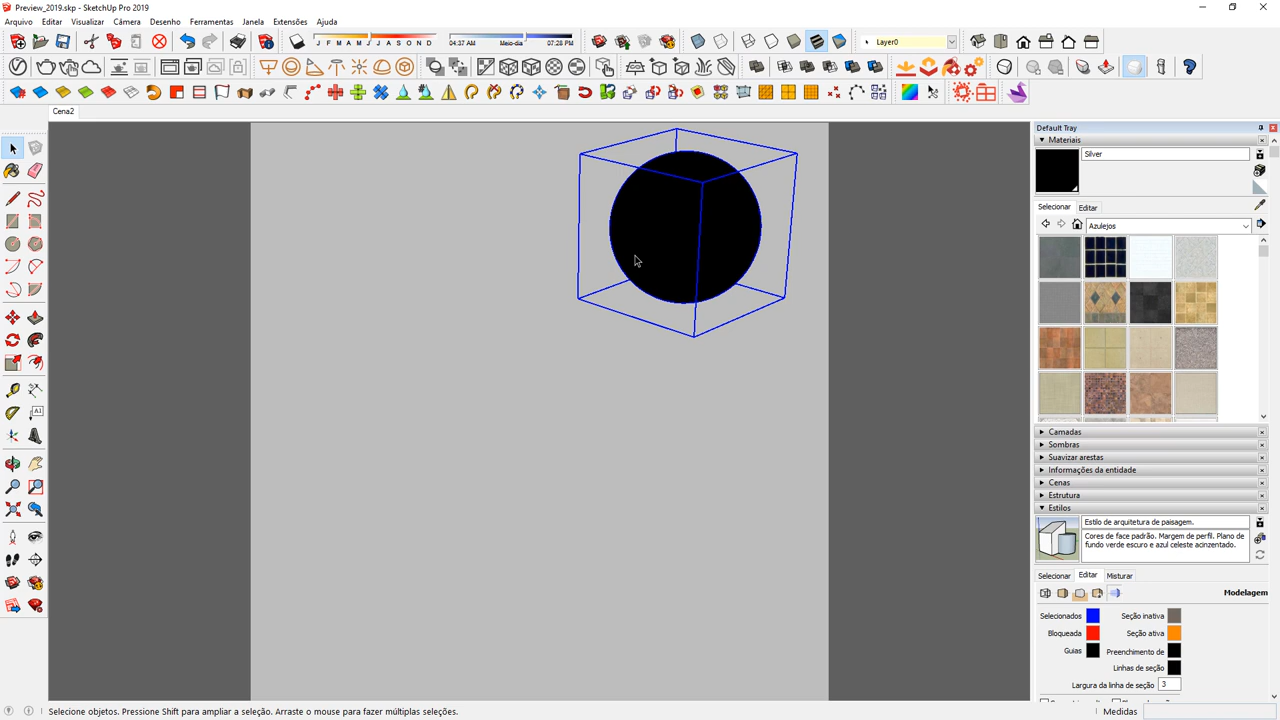 Preview_2019.skp - SketchUp Pro 2019
Arquivo Editar Visualizar Câmera Desenho Ferramentas Janela Extensões Ajuda
J F M A M J J A S O N D
04:37 AM Meio-dia 07:28 PM
Layer0
Cena2
Default Tray
Materiais
Silver
Selecionar Editar
Azulejos
Camadas
Sombras
Suavizar arestas
Informações da entidade
Cenas
Estrutura
Estilos
Estilo de arquitetura de paisagem.
Cores de face padrão. Margem de perfil. Plano de
fundo verde escuro e azul celeste acinzentado.
Selecionar Editar Misturar
Modelagem
Selecionados Seção inativa
Bloqueada Seção ativa
Guias Preenchimento de
Linhas de seção
Largura da linha de seção 3
Selecione objetos. Pressione Shift para ampliar a seleção. Arraste o mouse para fazer múltiplas seleções.
Medidas